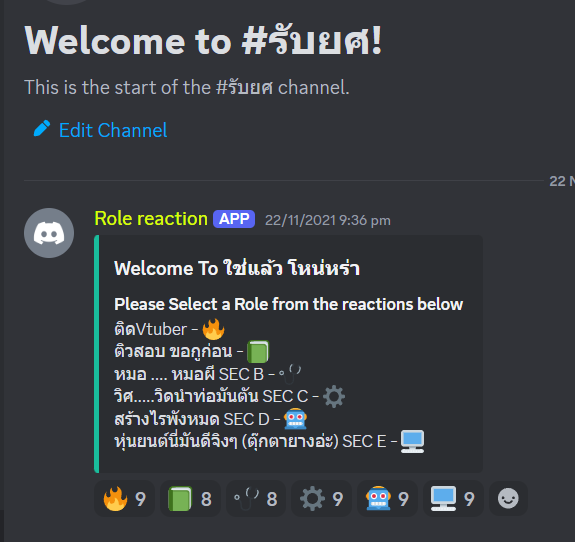 Welcome to #รับยศ!
This is the start of the #รับยศ channel.
Edit Channel
22
Role reaction APP 22/11/2021 9:36 pm
Welcome To ใช่แล้ว โหน่หร่า
Please Select a Role from the reactions below
ติดVtuber - 🔥
ติวสอบ ขอกูก่อน - 📗
หมอ .... หมอผี SEC B -
วิศ.....วิดน้ำท่อมันตัน SEC C - ⚙
สร้างไรพังหมด SEC D - 🤖
หุ่นยนต์นี่มันดีจิงๆ (ตุ๊กตายางอ่ะ) SEC E - 🖥
🔥 9 📗 8 8 ⚙ 9 🤖 9 🖥 9